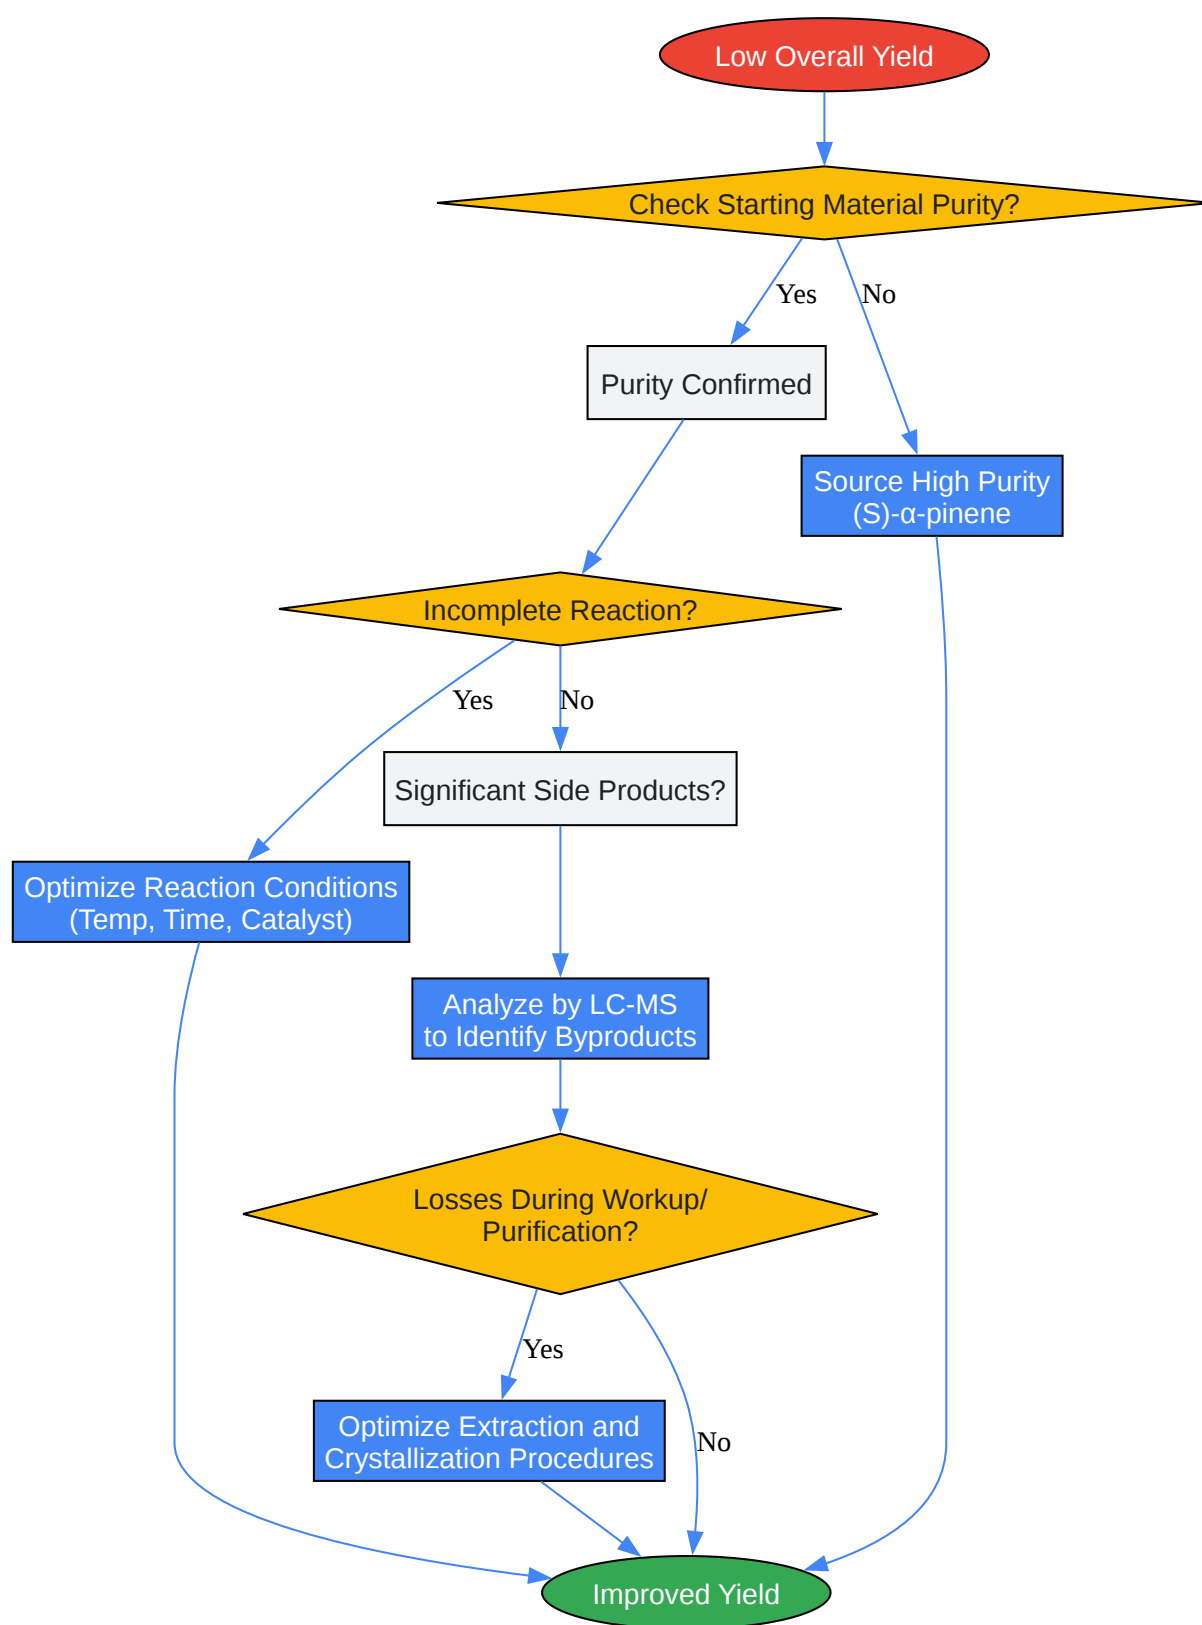 Low Overall Yield
Check Starting Material Purity?
Yes
No
Purity Confirmed
Source High Purity
(S)-α-pinene
Incomplete Reaction?
Yes
No
Significant Side Products?
Optimize Reaction Conditions
(Temp, Time, Catalyst)
Analyze by LC-MS
to Identify Byproducts
Losses During Workup/
Purification?
Yes
No
Optimize Extraction and
Crystallization Procedures
Improved Yield